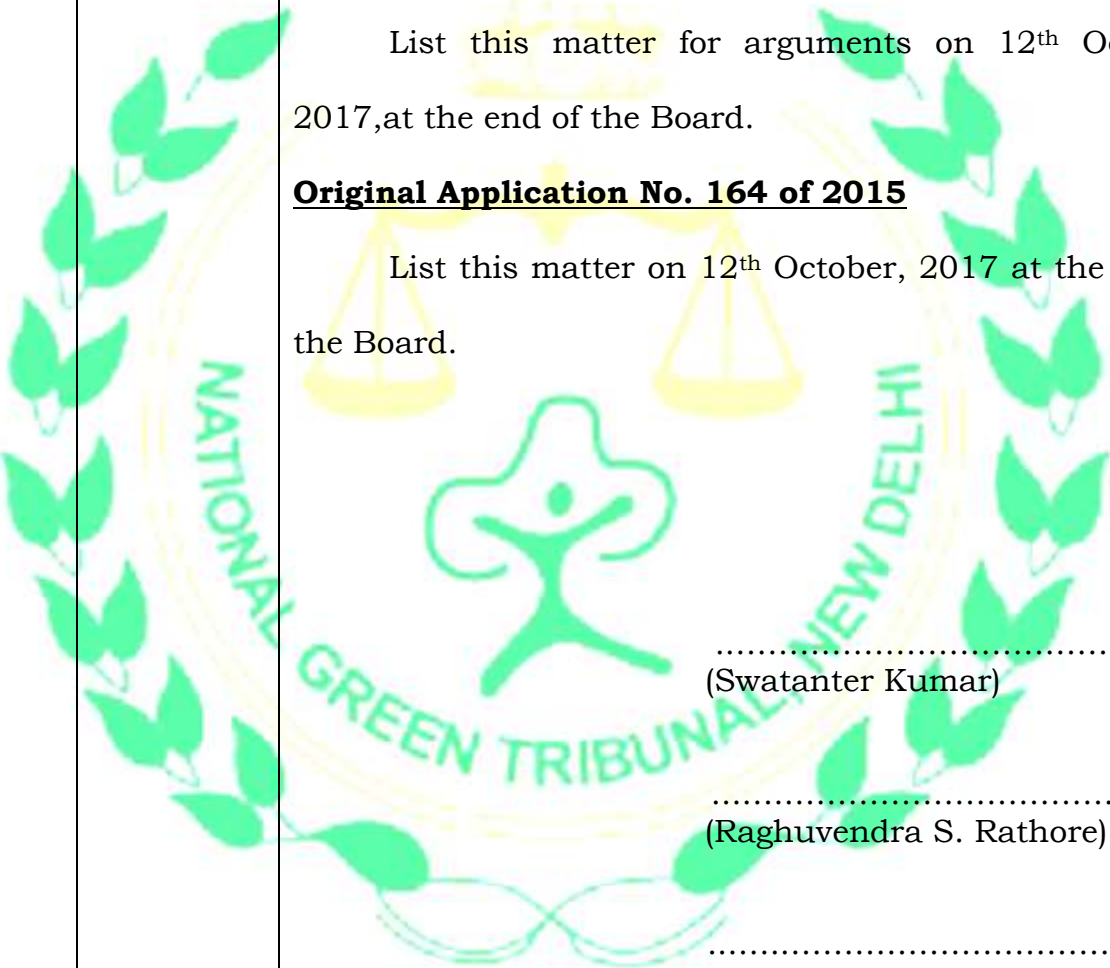 List this matter for arguments on 12th
2017,at the end of the Board.
Original Application No. 164 of 2015
List this matter on 12th October, 2017 at the
the Board.
NATIONAL GREEN TRIBUNAL, NEW DELHI
……………………………
(Swatanter Kumar)
……………………………
(Raghuvendra S. Rathore)
……………………………